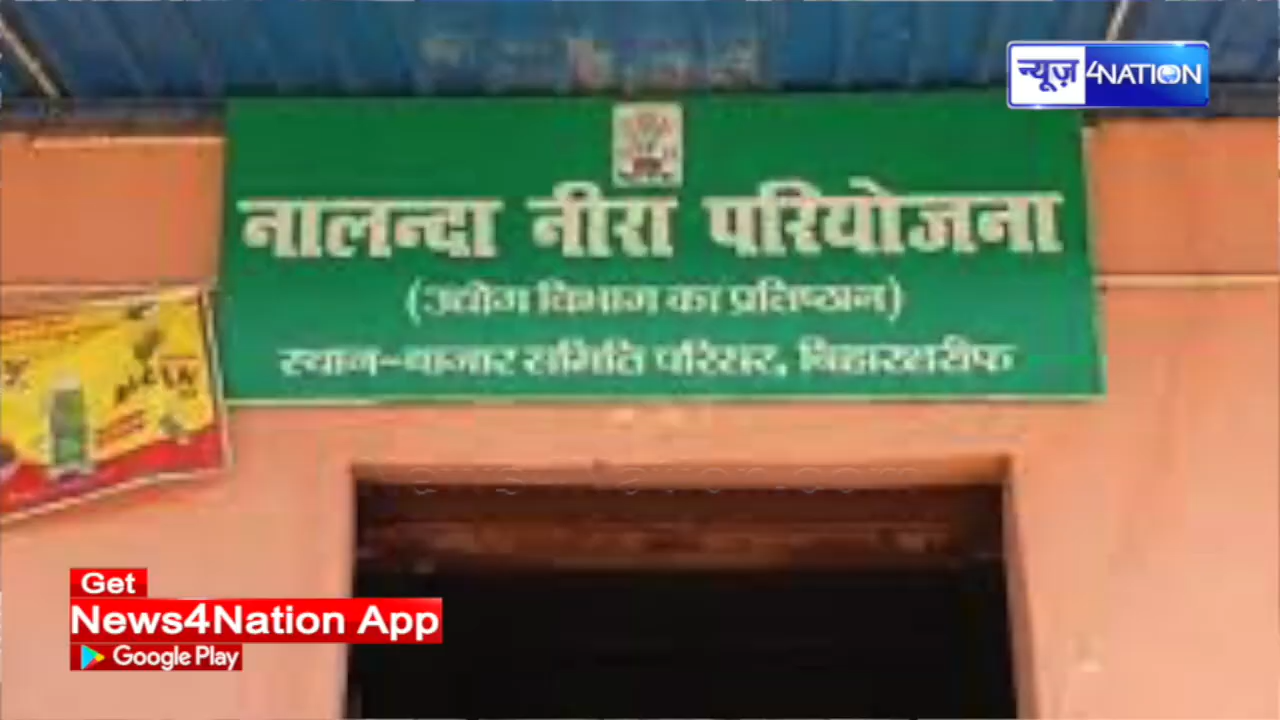 न्यूज़ 4NATION
नालन्दा नीरा परियोजना
(उद्योग विभाग का प्रतिष्ठान)
स्थान-बाजार समिति परिसर, बिहारशरीफ
Get
News4Nation App
Google Play